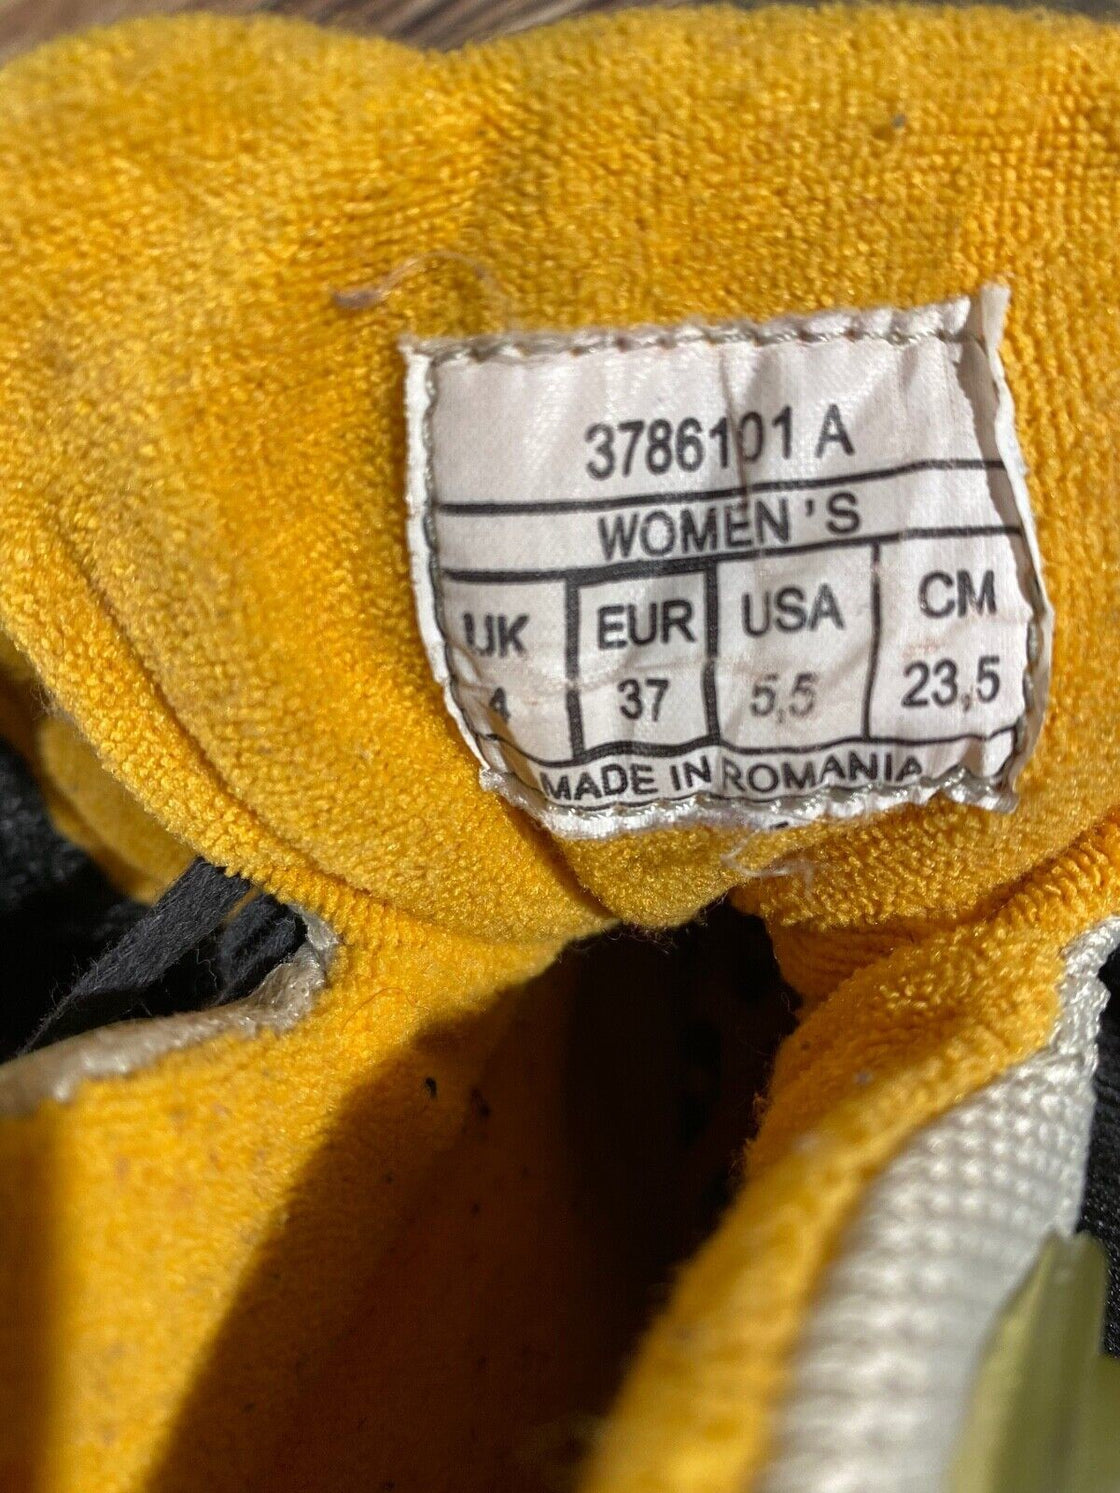 3786101 A
WOMEN'S
UK EUR USA CM
4 37 5,5 23,5
MADE IN ROMANIA